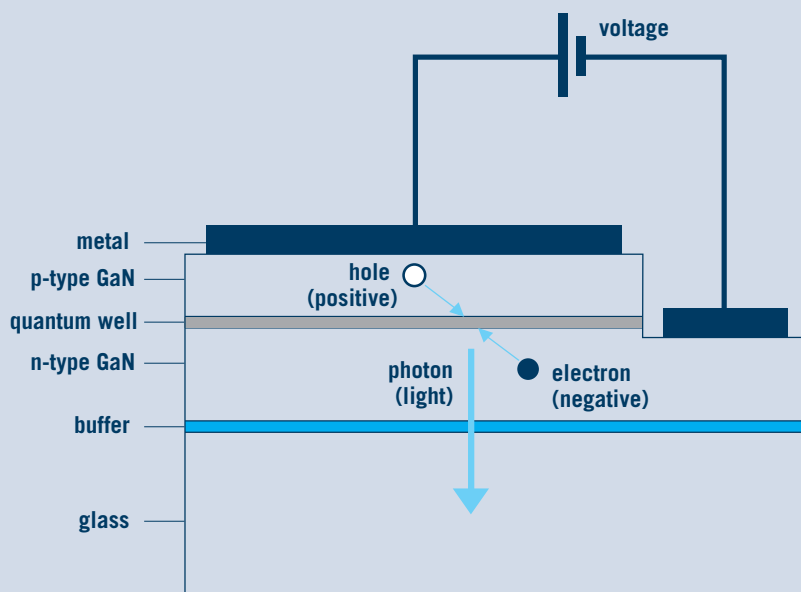 voltage
metal
p-type GaN
hole
(positive)
quantum well
n-type GaN
photon
(light)
electron
(negative)
buffer
glass